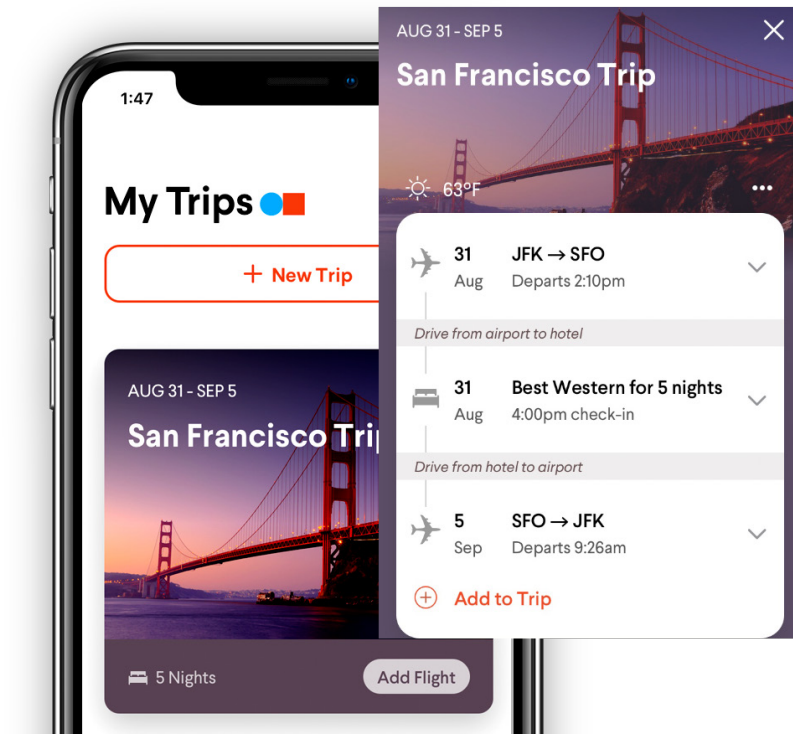 1:47
My Trips
+ New Trip
AUG 31 - SEP 5
San Francisco Trip
5 Nights
Add Flight
AUG 31 - SEP 5
San Francisco Trip
63°F
31 Aug
JFK → SFO
Departs 2:10pm
Drive from airport to hotel
31 Aug
Best Western for 5 nights
4:00pm check-in
Drive from hotel to airport
5 Sep
SFO → JFK
Departs 9:26am
Add to Trip